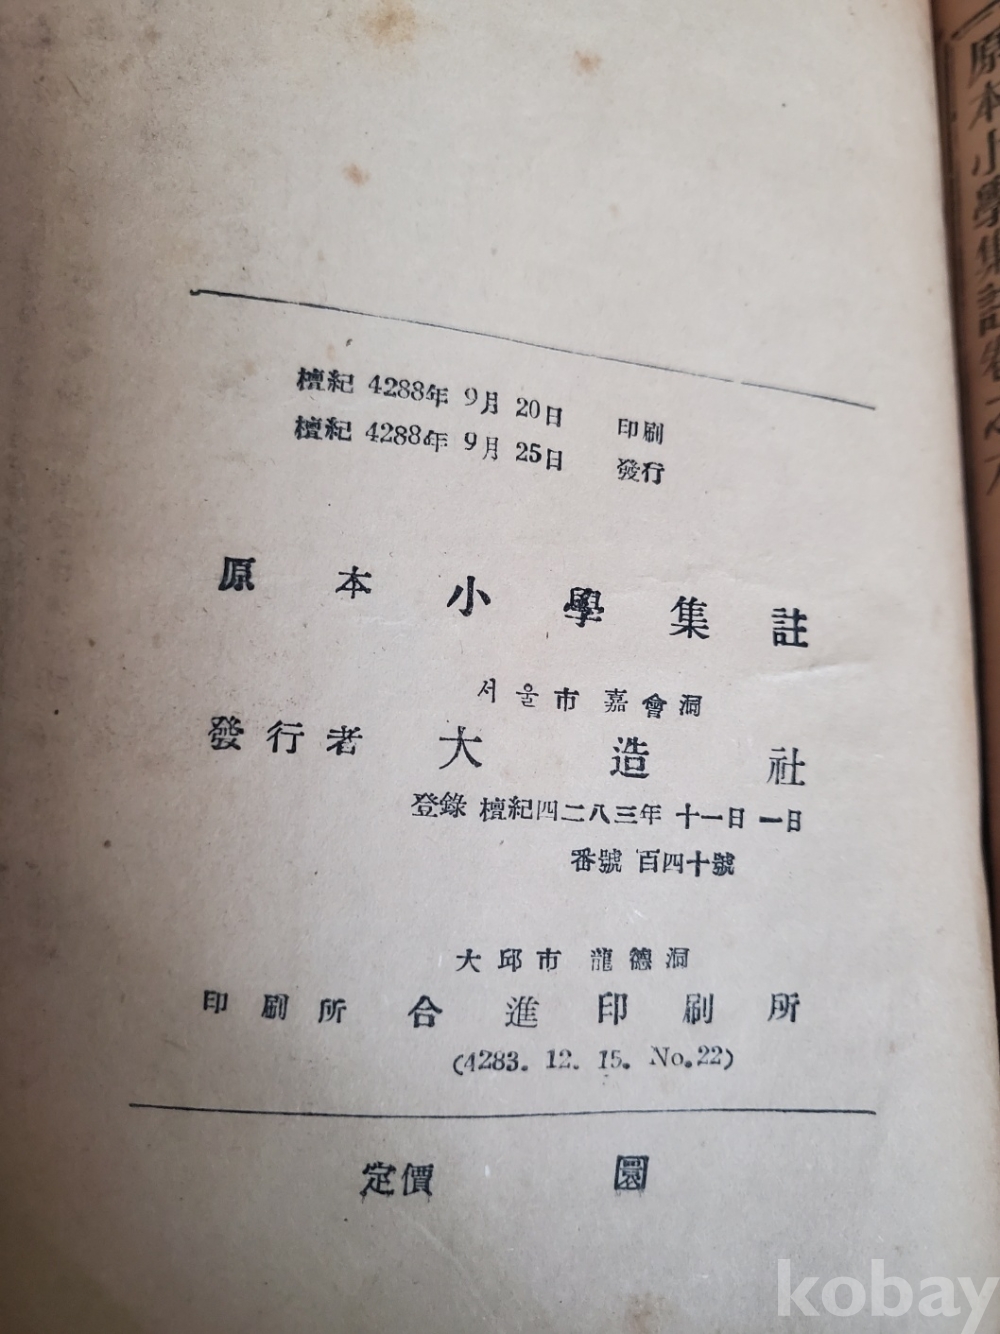 檀紀 4288年 9月 20日 印刷
檀紀 4288年 9月 25日 發行
原本小學集註
서울市 嘉會洞
發行者 大造社
登錄 檀紀四二八三年 十一日 一日
番號 百四十號
大邱市 龍德洞
印刷所 合進印刷所
(4283. 12. 15. No.22)
定價 圜
原本小學集註卷之
kobay